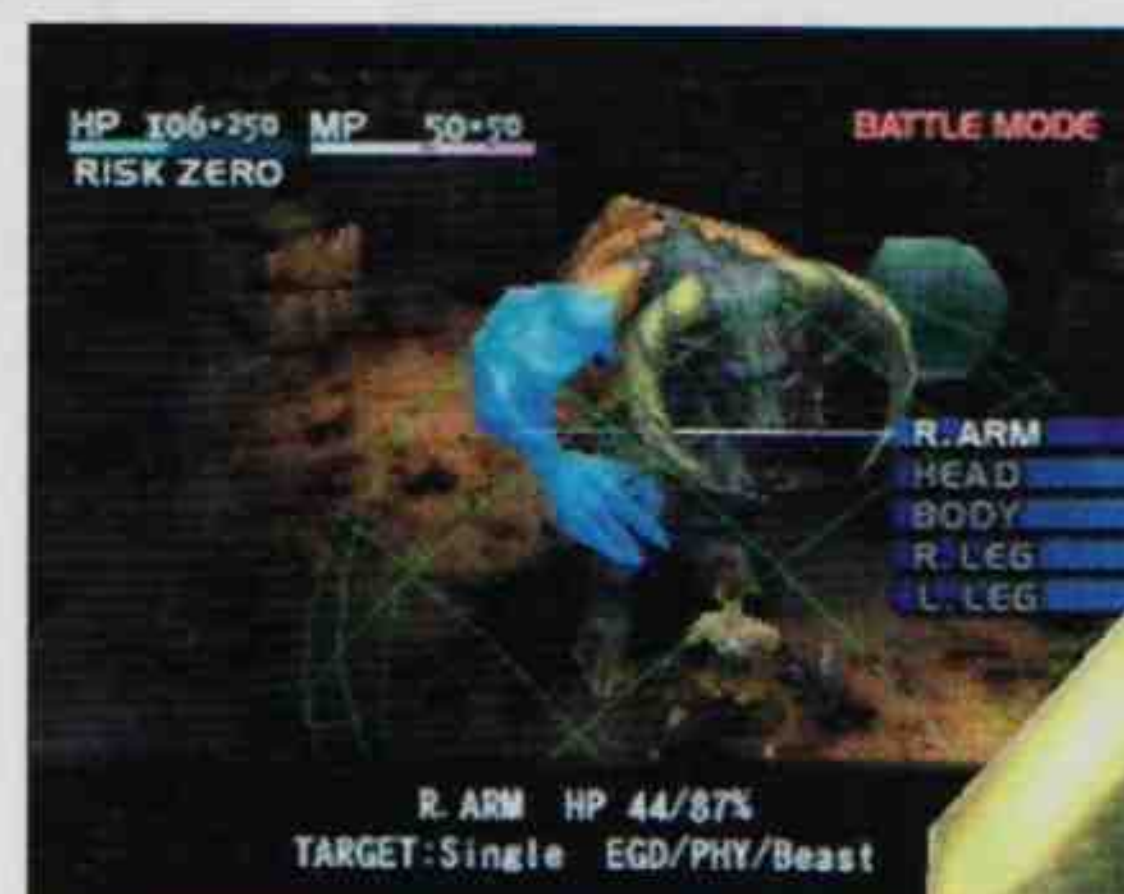 HP 106·250 MP 50·50
BATTLE MODE
RISK ZERO
R.ARM
HEAD
BODY
R.LEG
L.LEG
R.ARM HP 44/87%
TARGET:Single EGD/PHY/Beast